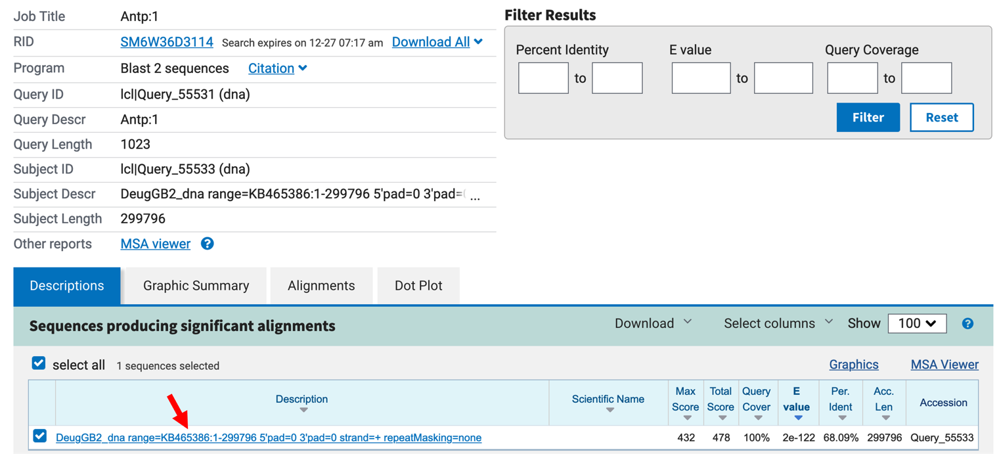 Job Title Antp:1
RID SM6W36D3114 Search expires on 12-27 07:17 am Download All
Program Blast 2 sequences Citation
Query ID lcl|Query_55531 (dna)
Query Descr Antp:1
Query Length 1023
Subject ID lcl|Query_55533 (dna)
Subject Descr DeugGB2_dna range=KB465386:1-299796 5'pad=0 3'pad=0 ...
Subject Length 299796
Other reports MSA viewer ?
Filter Results
Percent Identity E value Query Coverage
to to to
Filter Reset
Descriptions Graphic Summary Alignments Dot Plot
Sequences producing significant alignments Download Select columns Show 100 ?
select all 1 sequences selected Graphics MSA Viewer
Description Scientific Name Max Score Total Score Query Cover E value Per. Ident Acc. Len Accession
DeugGB2_dna range=KB465386:1-299796 5'pad=0 3'pad=0 strand=+ repeatMasking=none 432 478 100% 2e-122 68.09% 299796 Query_55533